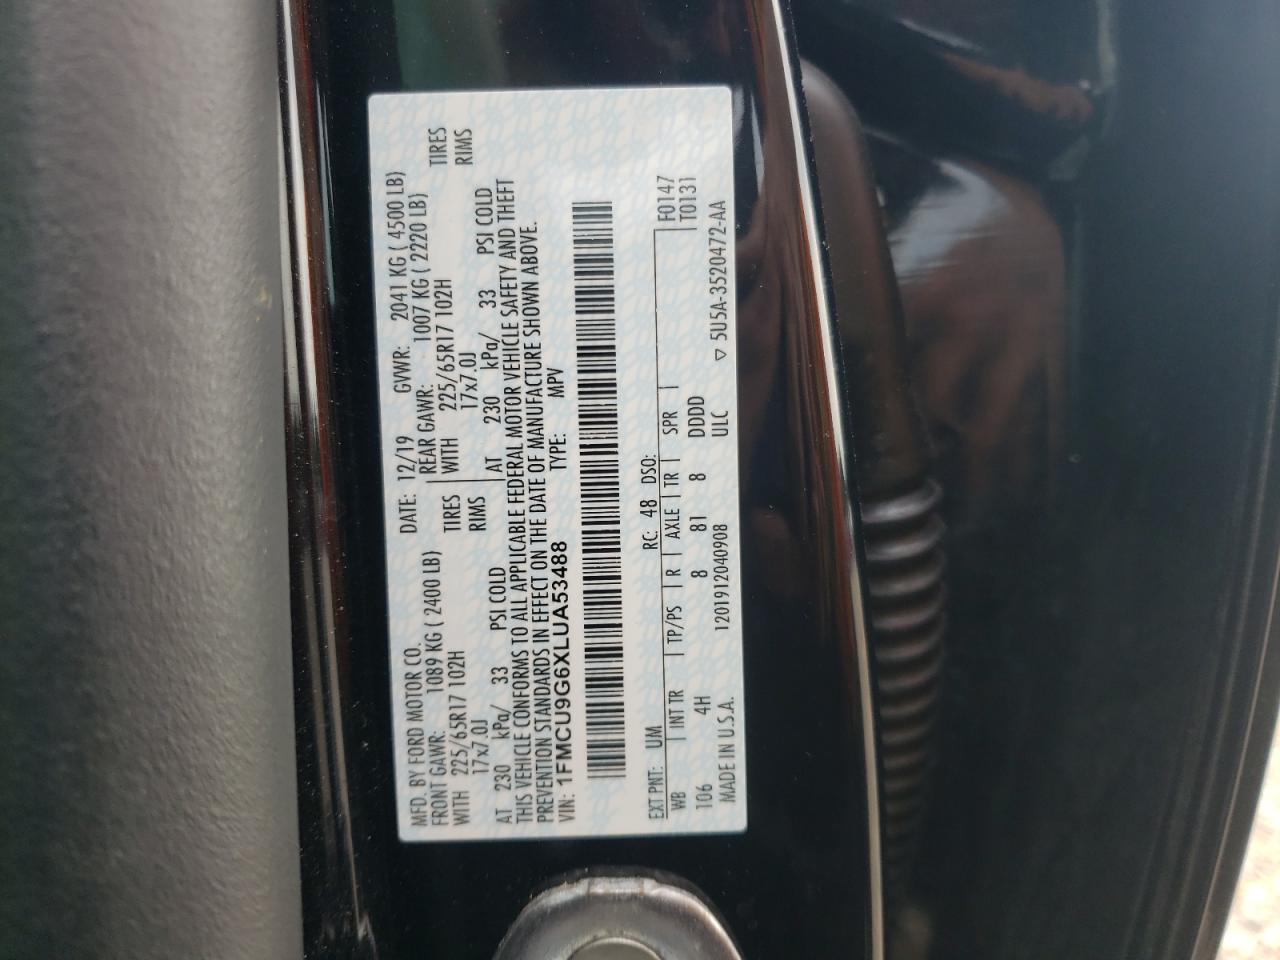 MFD. BY FORD MOTOR CO.
DATE: 12/19 GVWR: 2041 KG ( 4500 LB)
FRONT GAWR: 1089 KG ( 2400 LB) REAR GAWR: 1007 KG ( 2220 LB)
WITH 225/65R17 102H TIRES WITH 225/65R17 102H TIRES
17x7.0J RIMS 17x7.0J RIMS
AT 230 kPa/ 33 PSI COLD AT 230 kPa/ 33 PSI COLD
THIS VEHICLE CONFORMS TO ALL APPLICABLE FEDERAL MOTOR VEHICLE SAFETY AND THEFT
PREVENTION STANDARDS IN EFFECT ON THE DATE OF MANUFACTURE SHOWN ABOVE.
VIN: 1FMCU9G6XLUA53488 TYPE: MPV
F0147
EXT PNT: UM RC: 48 DSO: T0131
WB INT TR TP/PS R AXLE TR SPR
106 4H 8 81 8 DDDD
MADE IN U.S.A. 1201912040908 ULC ▽ 5U5A-3520472-AA